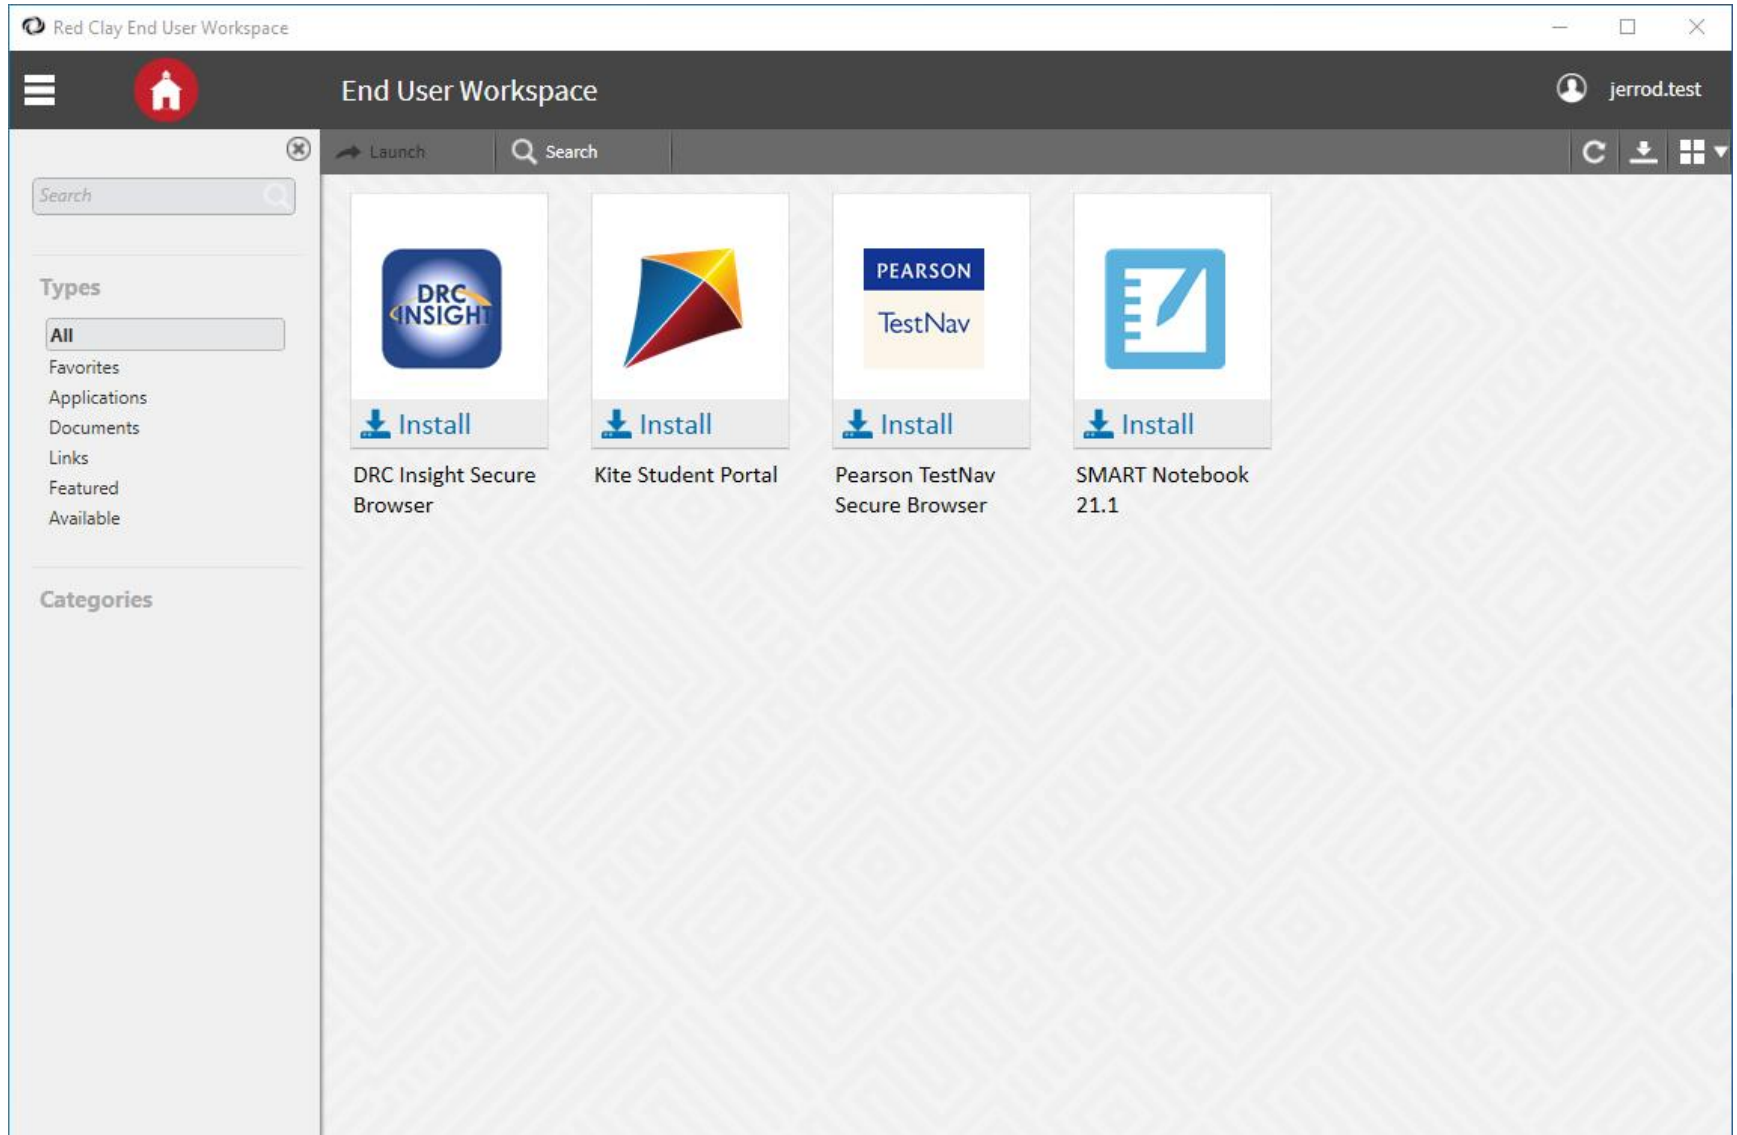 Red Clay End User Workspace
End User Workspace
jerrod.test
Launch
Search
Search
Types
All
Favorites
Applications
Documents
Links
Featured
Available
Categories
DRC
INSIGHT
Install
DRC Insight Secure
Browser
Install
Kite Student Portal
PEARSON
TestNav
Install
Pearson TestNav
Secure Browser
Install
SMART Notebook
21.1